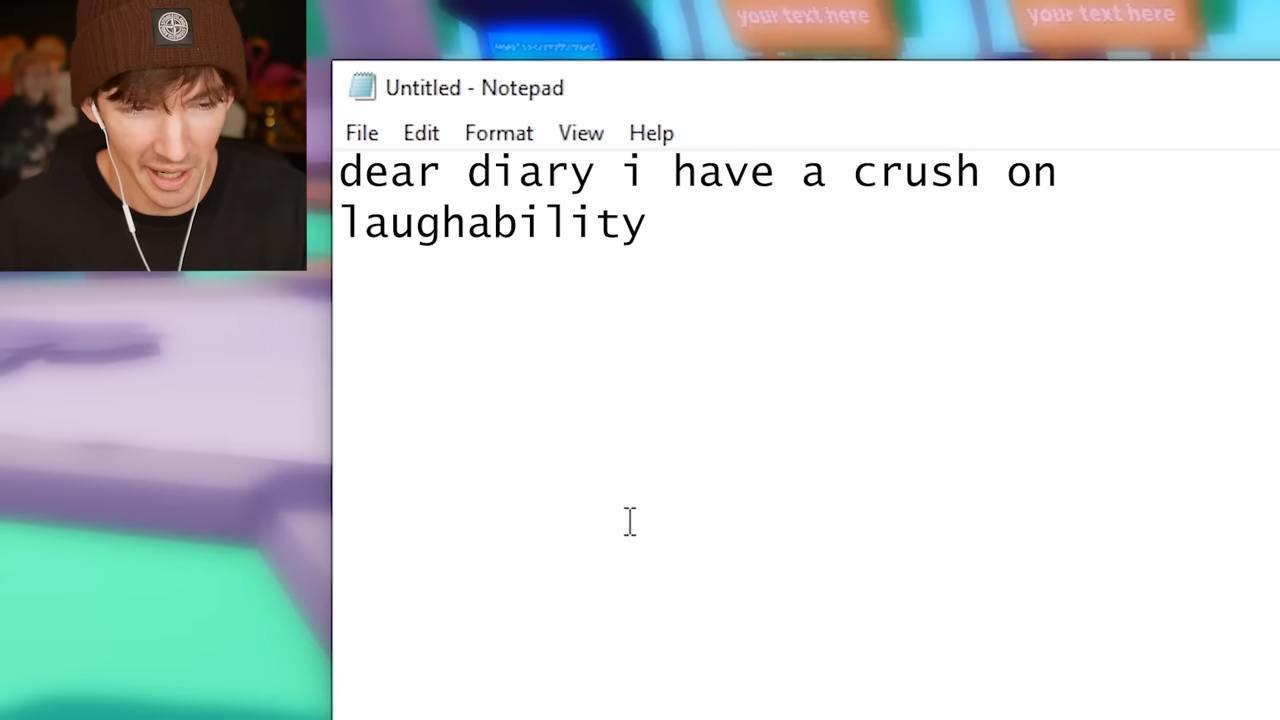 your text here
your text here
Untitled - Notepad
File Edit Format View Help
dear diary i have a crush on
laughability